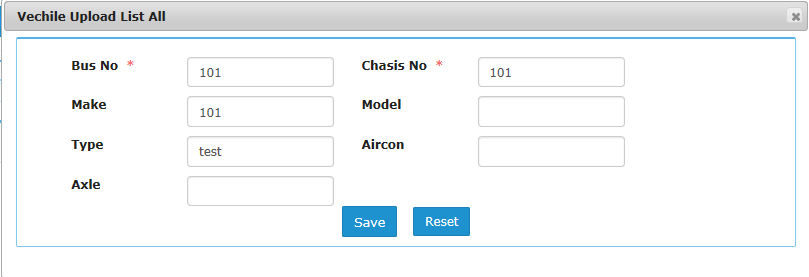 Vechile Upload List All
Bus No * 101 Chasis No * 101
Make 101 Model
Type test Aircon
Axle
Save Reset